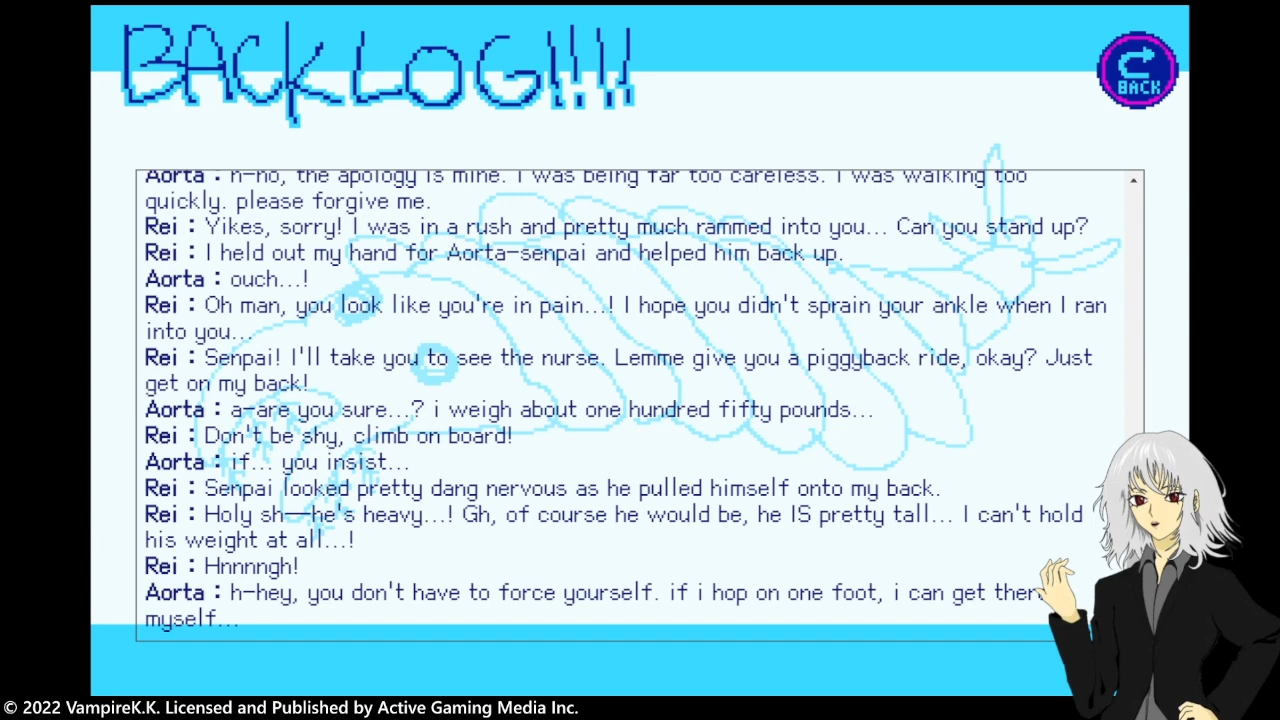 BACKLOG!!!!
BACK
Aorta : n-no, the apology is mine. I was being far too careless. I was walking too
quickly. please forgive me.
Rei : Yikes, sorry! I was in a rush and pretty much rammed into you... Can you stand up?
Rei : I held out my hand for Aorta-senpai and helped him back up.
Aorta : ouch...!
Rei : Oh man, you look like you're in pain...! I hope you didn't sprain your ankle when I ran
into you...
Rei : Senpai! I'll take you to see the nurse. Lemme give you a piggyback ride, okay? Just
get on my back!
Aorta : a-are you sure...? i weigh about one hundred fifty pounds...
Rei : Don't be shy, climb on board!
Aorta : if... you insist...
Rei : Senpai looked pretty dang nervous as he pulled himself onto my back.
Rei : Holy sh—he's heavy...! Gh, of course he would be, he IS pretty tall... I can't hold
his weight at all...!
Rei : Hnnnngh!
Aorta : h-hey, you don't have to force yourself. if i hop on one foot, i can get there
myself...
© 2022 VampireK.K. Licensed and Published by Active Gaming Media Inc.